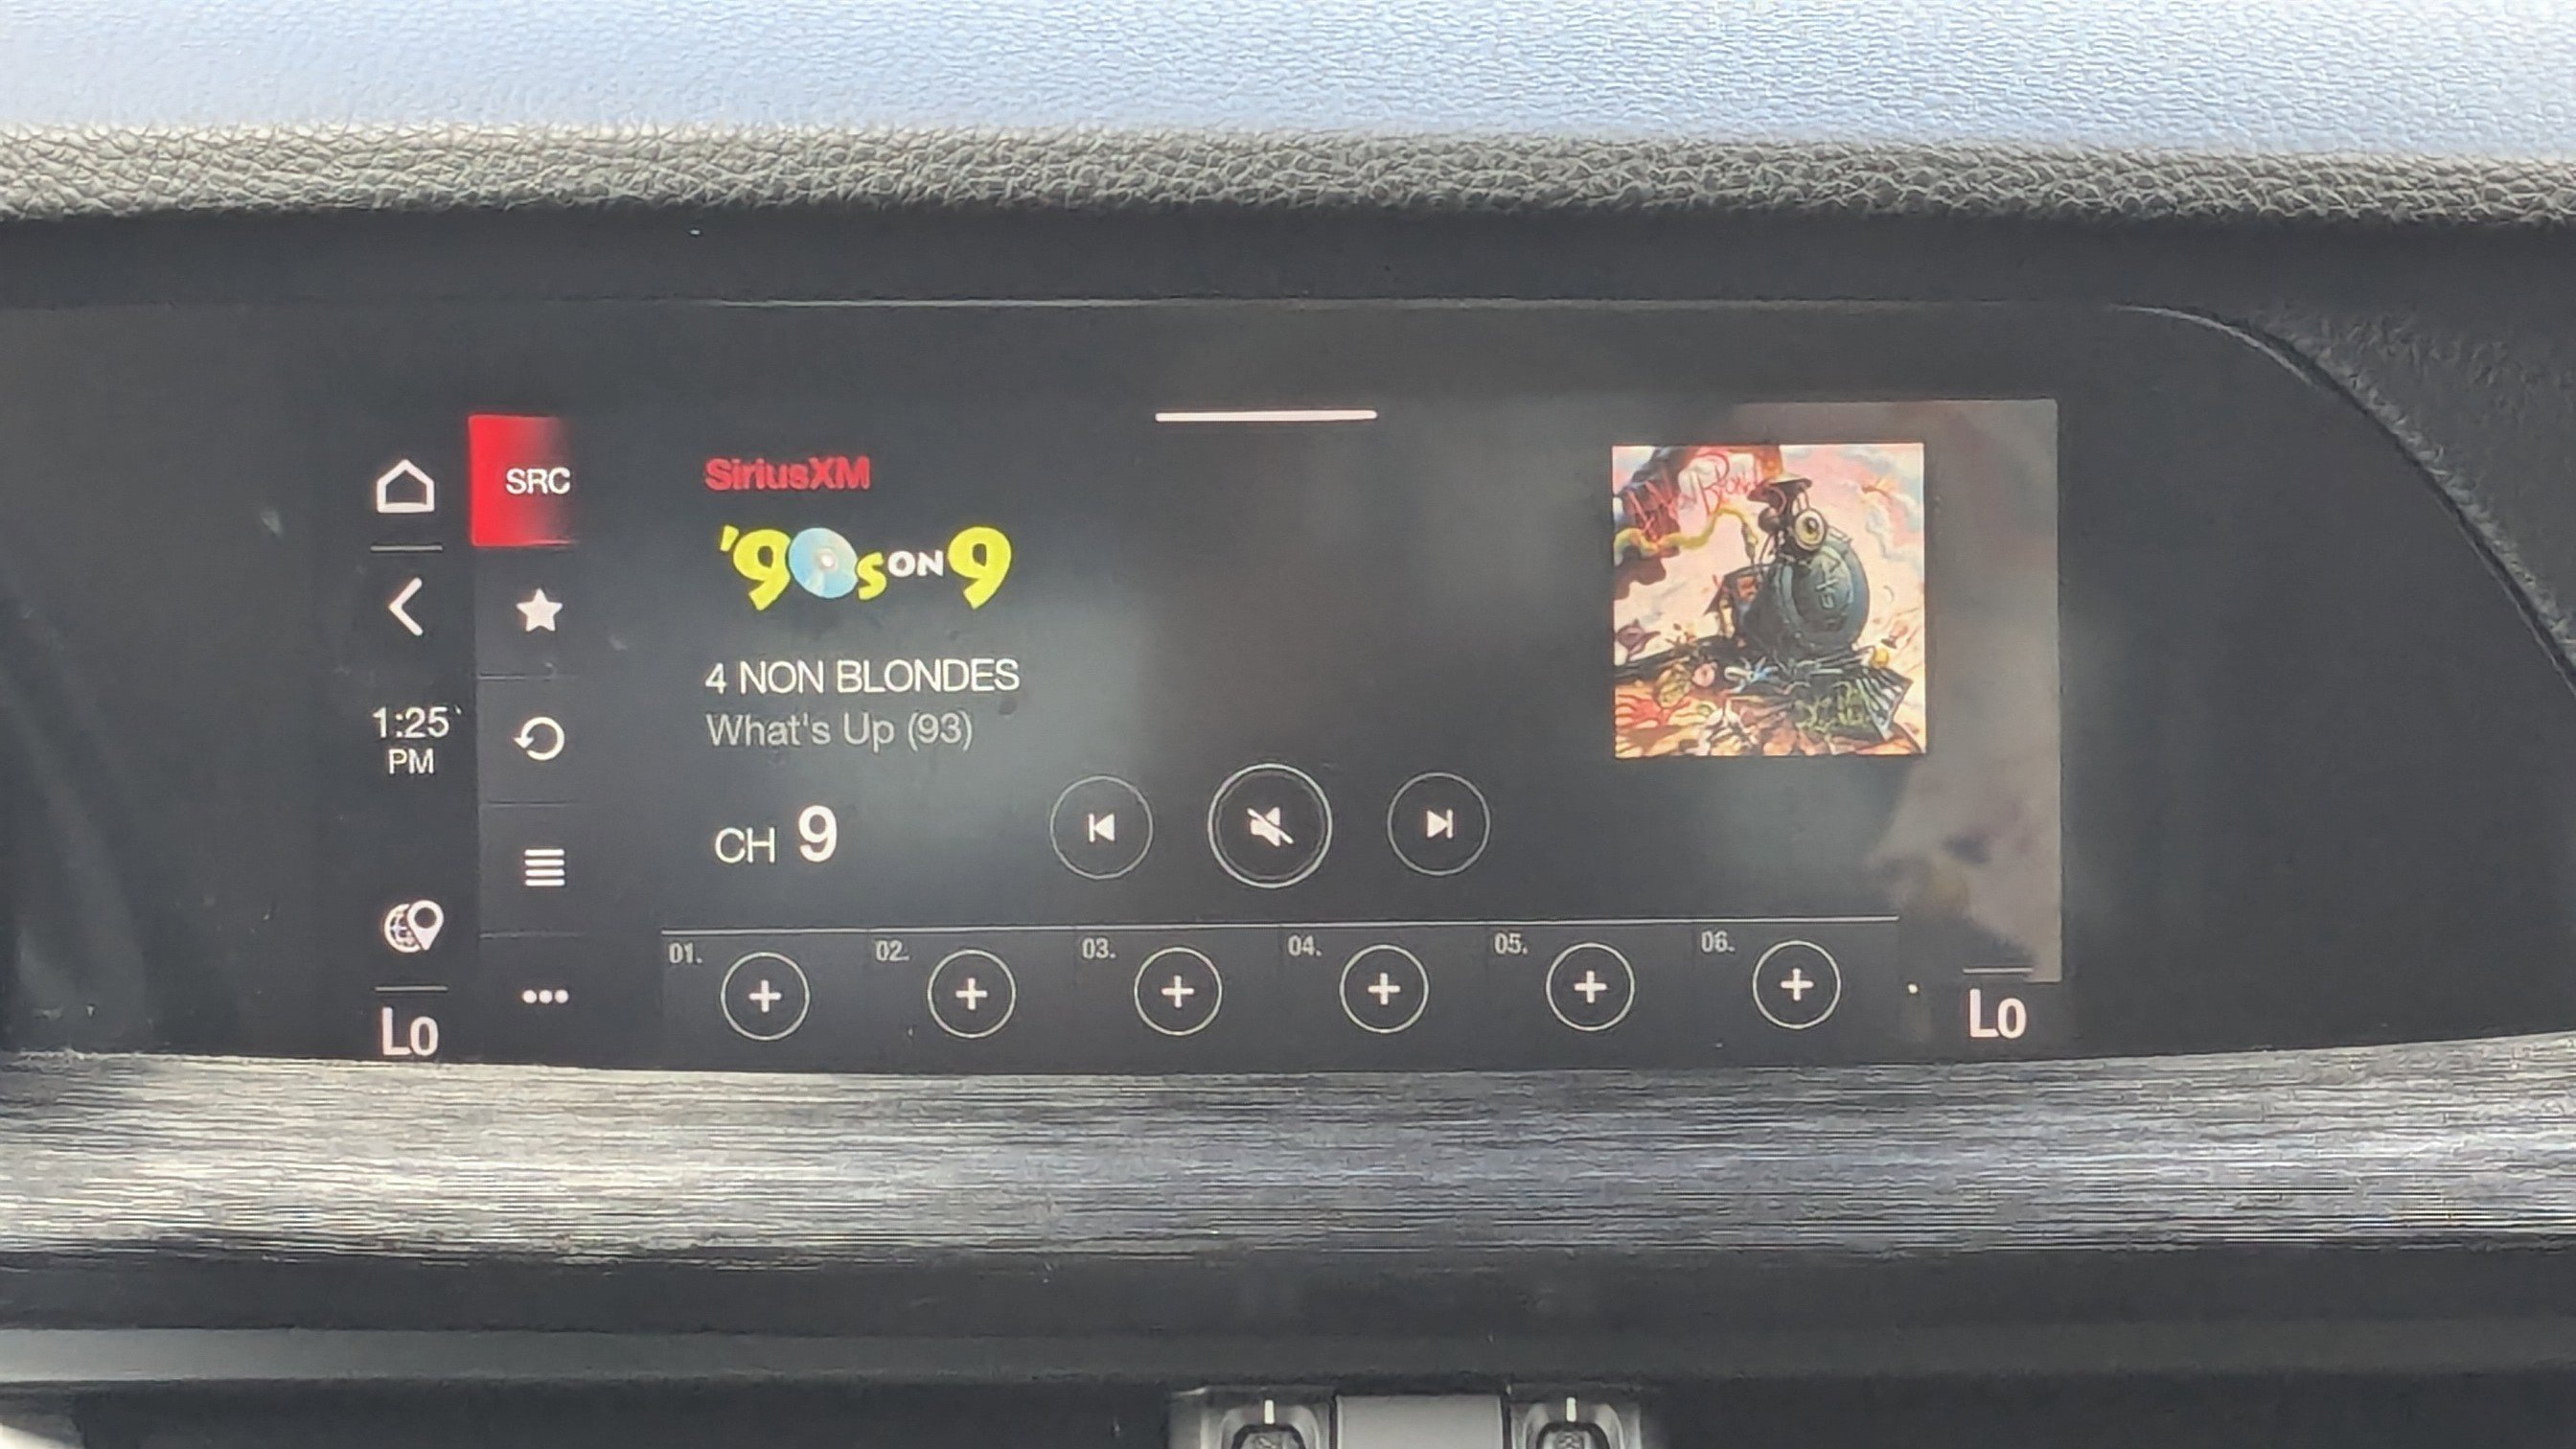 SRC
SiriusXM
'90s ON 9
4 NON BLONDES
What's Up (93)
1:25
PM
CH 9
01. 02. 03. 04. 05. 06.
Lo
Lo